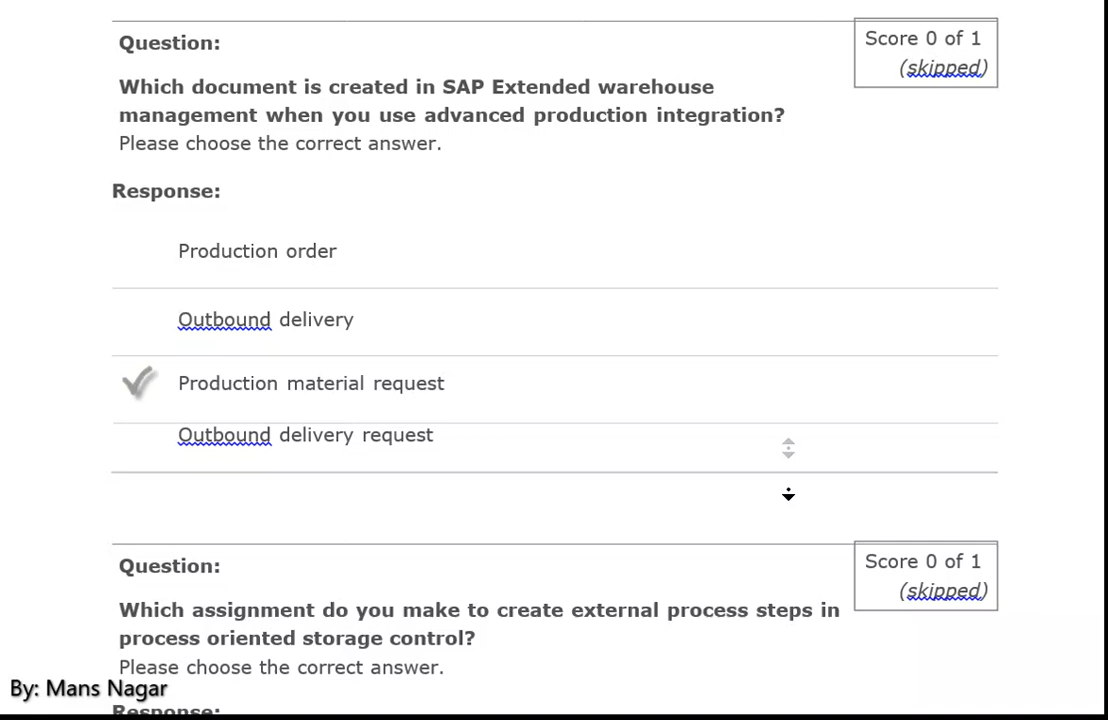 Question:
Score 0 of 1
(skipped)
Which document is created in SAP Extended warehouse
management when you use advanced production integration?
Please choose the correct answer.
Response:
Production order
Outbound delivery
Production material request
Outbound delivery request
Question:
Score 0 of 1
(skipped)
Which assignment do you make to create external process steps in
process oriented storage control?
Please choose the correct answer.
By: Mans Nagar
Response: